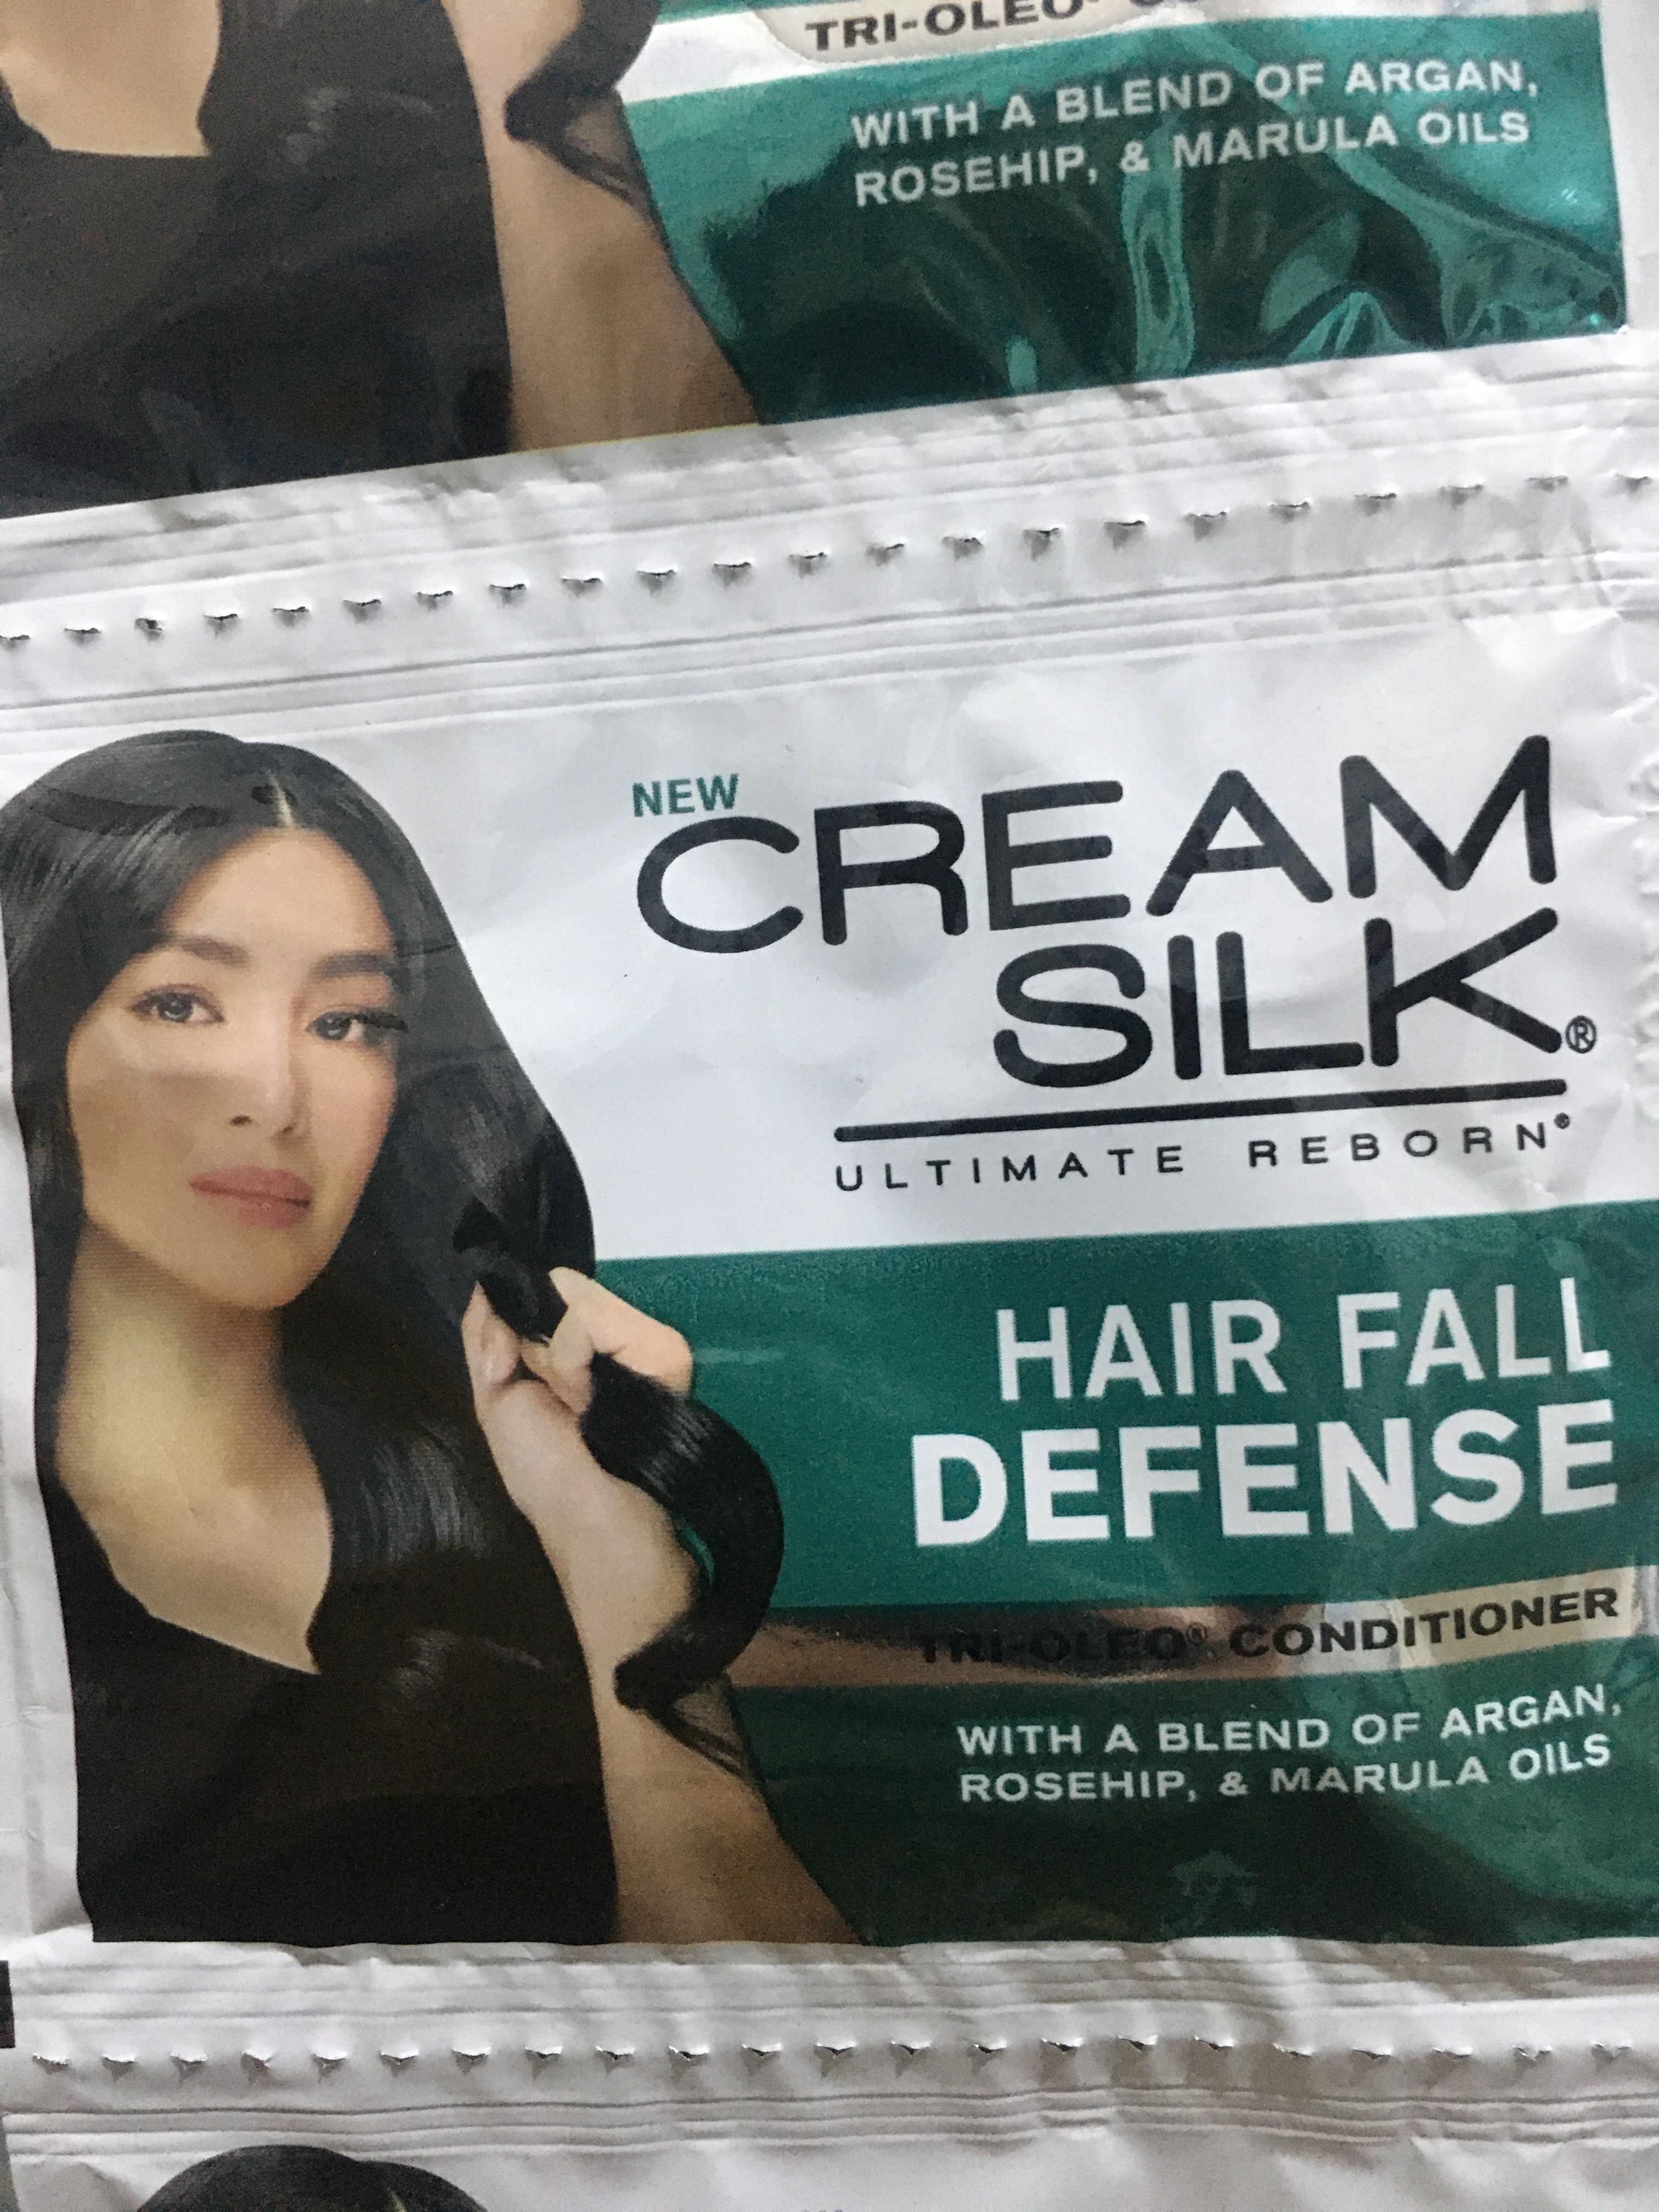 TRI-OLEO®
WITH A BLEND OF ARGAN,
ROSEHIP, & MARULA OILS
NEW
CREAM
SILK®
ULTIMATE REBORN®
HAIR FALL
DEFENSE
TRI-OLEO® CONDITIONER
WITH A BLEND OF ARGAN,
ROSEHIP, & MARULA OILS